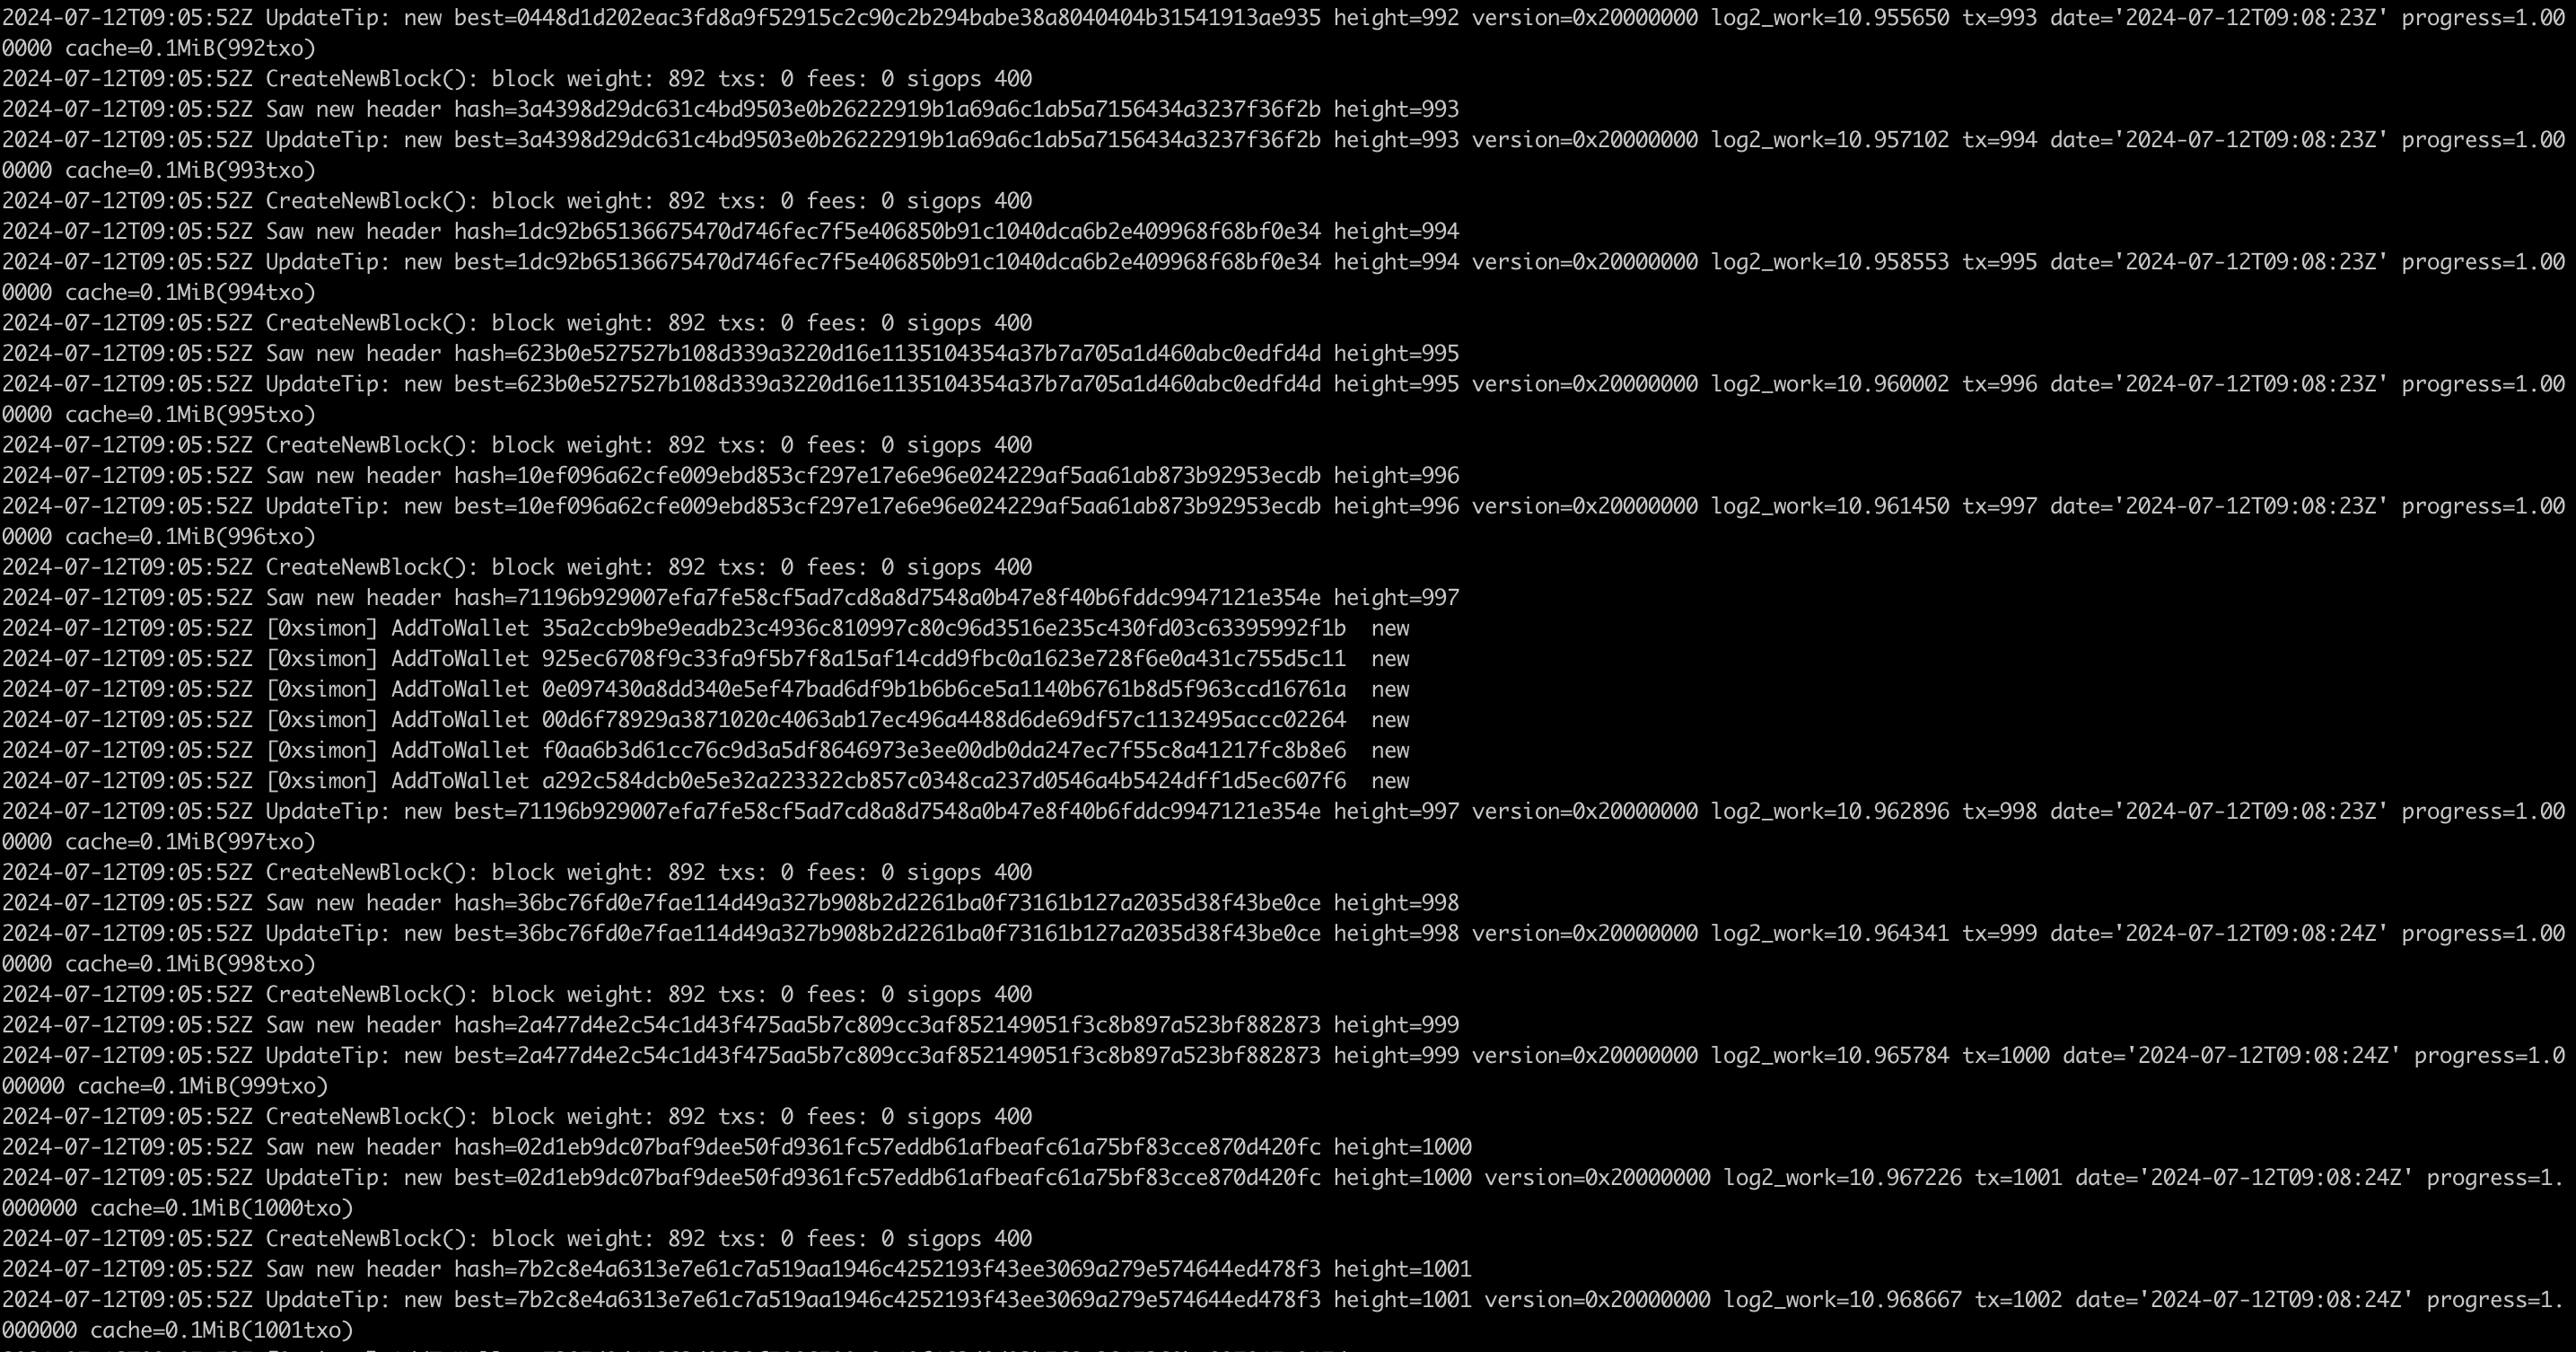 2024-07-12T09:05:52Z UpdateTip: new best=0448d1d202eac3fd8a9f52915c2c90c2b294babe38a8040404b31541913ae935 height=992 version=0x20000000 log2_work=10.955650 tx=993 date='2024-07-12T09:08:23Z' progress=1.00
0000 cache=0.1MiB(992txo)
2024-07-12T09:05:52Z CreateNewBlock(): block weight: 892 txs: 0 fees: 0 sigops 400
2024-07-12T09:05:52Z Saw new header hash=3a4398d29dc631c4bd9503e0b26222919b1a69a6c1ab5a7156434a3237f36f2b height=993
2024-07-12T09:05:52Z UpdateTip: new best=3a4398d29dc631c4bd9503e0b26222919b1a69a6c1ab5a7156434a3237f36f2b height=993 version=0x20000000 log2_work=10.957102 tx=994 date='2024-07-12T09:08:23Z' progress=1.00
0000 cache=0.1MiB(993txo)
2024-07-12T09:05:52Z CreateNewBlock(): block weight: 892 txs: 0 fees: 0 sigops 400
2024-07-12T09:05:52Z Saw new header hash=1dc92b65136675470d746fec7f5e406850b91c1040dca6b2e409968f68bf0e34 height=994
2024-07-12T09:05:52Z UpdateTip: new best=1dc92b65136675470d746fec7f5e406850b91c1040dca6b2e409968f68bf0e34 height=994 version=0x20000000 log2_work=10.958553 tx=995 date='2024-07-12T09:08:23Z' progress=1.00
0000 cache=0.1MiB(994txo)
2024-07-12T09:05:52Z CreateNewBlock(): block weight: 892 txs: 0 fees: 0 sigops 400
2024-07-12T09:05:52Z Saw new header hash=623b0e527527b108d339a3220d16e1135104354a37b7a705a1d460abc0edfd4d height=995
2024-07-12T09:05:52Z UpdateTip: new best=623b0e527527b108d339a3220d16e1135104354a37b7a705a1d460abc0edfd4d height=995 version=0x20000000 log2_work=10.960002 tx=996 date='2024-07-12T09:08:23Z' progress=1.00
0000 cache=0.1MiB(995txo)
2024-07-12T09:05:52Z CreateNewBlock(): block weight: 892 txs: 0 fees: 0 sigops 400
2024-07-12T09:05:52Z Saw new header hash=10ef096a62cfe009ebd853cf297e17e6e96e024229af5aa61ab873b92953ecdb height=996
2024-07-12T09:05:52Z UpdateTip: new best=10ef096a62cfe009ebd853cf297e17e6e96e024229af5aa61ab873b92953ecdb height=996 version=0x20000000 log2_work=10.961450 tx=997 date='2024-07-12T09:08:23Z' progress=1.00
0000 cache=0.1MiB(996txo)
2024-07-12T09:05:52Z CreateNewBlock(): block weight: 892 txs: 0 fees: 0 sigops 400
2024-07-12T09:05:52Z Saw new header hash=71196b929007efa7fe58cf5ad7cd8a8d7548a0b47e8f40b6fddc9947121e354e height=997
2024-07-12T09:05:52Z [0xsimon] AddToWallet 35a2ccb9be9eadb23c4936c810997c80c96d3516e235c430fd03c63395992f1b  new
2024-07-12T09:05:52Z [0xsimon] AddToWallet 925ec6708f9c33fa9f5b7f8a15af14cdd9fbc0a1623e728f6e0a431c755d5c11  new
2024-07-12T09:05:52Z [0xsimon] AddToWallet 0e097430a8dd340e5ef47bad6df9b1b6b6ce5a1140b6761b8d5f963ccd16761a  new
2024-07-12T09:05:52Z [0xsimon] AddToWallet 00d6f78929a3871020c4063ab17ec496a4488d6de69df57c1132495accc02264  new
2024-07-12T09:05:52Z [0xsimon] AddToWallet f0aa6b3d61cc76c9d3a5df8646973e3ee00db0da247ec7f55c8a41217fc8b8e6  new
2024-07-12T09:05:52Z [0xsimon] AddToWallet a292c584dcb0e5e32a223322cb857c0348ca237d0546a4b5424dff1d5ec607f6  new
2024-07-12T09:05:52Z UpdateTip: new best=71196b929007efa7fe58cf5ad7cd8a8d7548a0b47e8f40b6fddc9947121e354e height=997 version=0x20000000 log2_work=10.962896 tx=998 date='2024-07-12T09:08:23Z' progress=1.00
0000 cache=0.1MiB(997txo)
2024-07-12T09:05:52Z CreateNewBlock(): block weight: 892 txs: 0 fees: 0 sigops 400
2024-07-12T09:05:52Z Saw new header hash=36bc76fd0e7fae114d49a327b908b2d2261ba0f73161b127a2035d38f43be0ce height=998
2024-07-12T09:05:52Z UpdateTip: new best=36bc76fd0e7fae114d49a327b908b2d2261ba0f73161b127a2035d38f43be0ce height=998 version=0x20000000 log2_work=10.964341 tx=999 date='2024-07-12T09:08:24Z' progress=1.00
0000 cache=0.1MiB(998txo)
2024-07-12T09:05:52Z CreateNewBlock(): block weight: 892 txs: 0 fees: 0 sigops 400
2024-07-12T09:05:52Z Saw new header hash=2a477d4e2c54c1d43f475aa5b7c809cc3af852149051f3c8b897a523bf882873 height=999
2024-07-12T09:05:52Z UpdateTip: new best=2a477d4e2c54c1d43f475aa5b7c809cc3af852149051f3c8b897a523bf882873 height=999 version=0x20000000 log2_work=10.965784 tx=1000 date='2024-07-12T09:08:24Z' progress=1.0
00000 cache=0.1MiB(999txo)
2024-07-12T09:05:52Z CreateNewBlock(): block weight: 892 txs: 0 fees: 0 sigops 400
2024-07-12T09:05:52Z Saw new header hash=02d1eb9dc07baf9dee50fd9361fc57eddb61afbeafc61a75bf83cce870d420fc height=1000
2024-07-12T09:05:52Z UpdateTip: new best=02d1eb9dc07baf9dee50fd9361fc57eddb61afbeafc61a75bf83cce870d420fc height=1000 version=0x20000000 log2_work=10.967226 tx=1001 date='2024-07-12T09:08:24Z' progress=1.
000000 cache=0.1MiB(1000txo)
2024-07-12T09:05:52Z CreateNewBlock(): block weight: 892 txs: 0 fees: 0 sigops 400
2024-07-12T09:05:52Z Saw new header hash=7b2c8e4a6313e7e61c7a519aa1946c4252193f43ee3069a279e574644ed478f3 height=1001
2024-07-12T09:05:52Z UpdateTip: new best=7b2c8e4a6313e7e61c7a519aa1946c4252193f43ee3069a279e574644ed478f3 height=1001 version=0x20000000 log2_work=10.968667 tx=1002 date='2024-07-12T09:08:24Z' progress=1.
000000 cache=0.1MiB(1001txo)